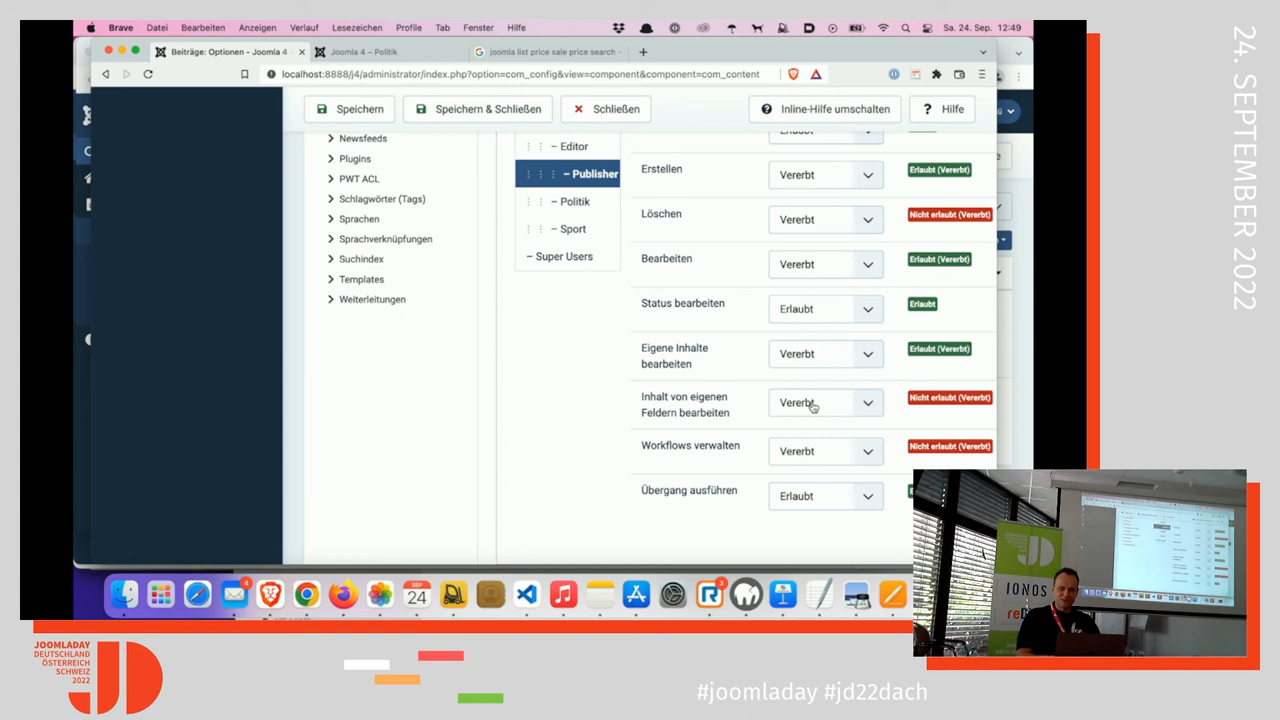 Brave Datei Bearbeiten Anzeigen Verlauf Lesezeichen Profile Tab Fenster Hilfe
Sa. 24. Sep. 12:49
Beiträge: Optionen - Joomla 4 -
Joomla 4 – Politik
joomla list price sale price search -
localhost:8888/j4/administrator/index.php?option=com_config&view=component&component=com_content
Speichern
Speichern & Schließen
Schließen
Inline-Hilfe umschalten
Hilfe
Newsfeeds
Plugins
PWT ACL
Schlagwörter (Tags)
Sprachen
Sprachverknüpfungen
Suchindex
Templates
Weiterleitungen
– Editor
– Publisher
– Politik
– Sport
– Super Users
Erlaubt
Erstellen Vererbt Erlaubt (Vererbt)
Löschen Vererbt Nicht erlaubt (Vererbt)
Bearbeiten Vererbt Erlaubt (Vererbt)
Status bearbeiten Erlaubt Erlaubt
Eigene Inhalte
bearbeiten
Vererbt Erlaubt (Vererbt)
Inhalt von eigenen
Feldern bearbeiten
Vererbt Nicht erlaubt (Vererbt)
Workflows verwalten Vererbt Nicht erlaubt (Vererbt)
Übergang ausführen Erlaubt
SEP
24
4
3
24. SEPTEMBER 2022
IONOS
JOOMLADAY
DEUTSCHLAND
ÖSTERREICH
SCHWEIZ
2022
#joomladay #jd22dach